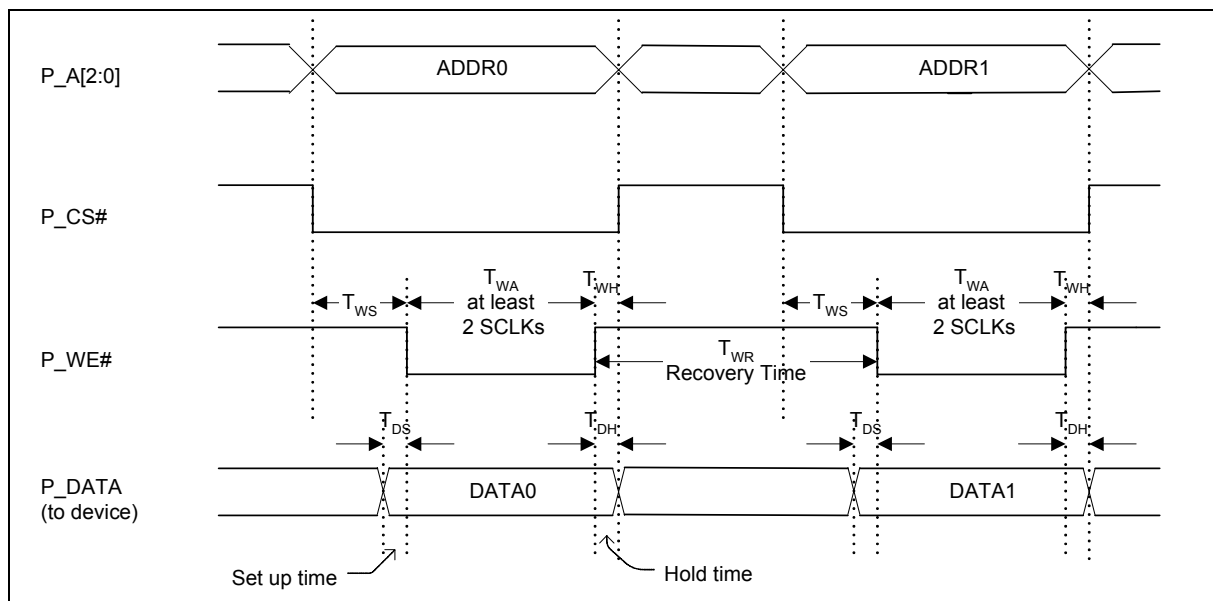 P_A[2:0]
ADDR0
ADDR1
P_CS#
T_WS
T_WA
at least
2 SCLKs
T_WH
T_WS
T_WA
at least
2 SCLKs
T_WH
P_WE#
T_WR
Recovery Time
T_DS
T_DH
T_DS
T_DH
P_DATA
(to device)
DATA0
DATA1
Set up time
Hold time